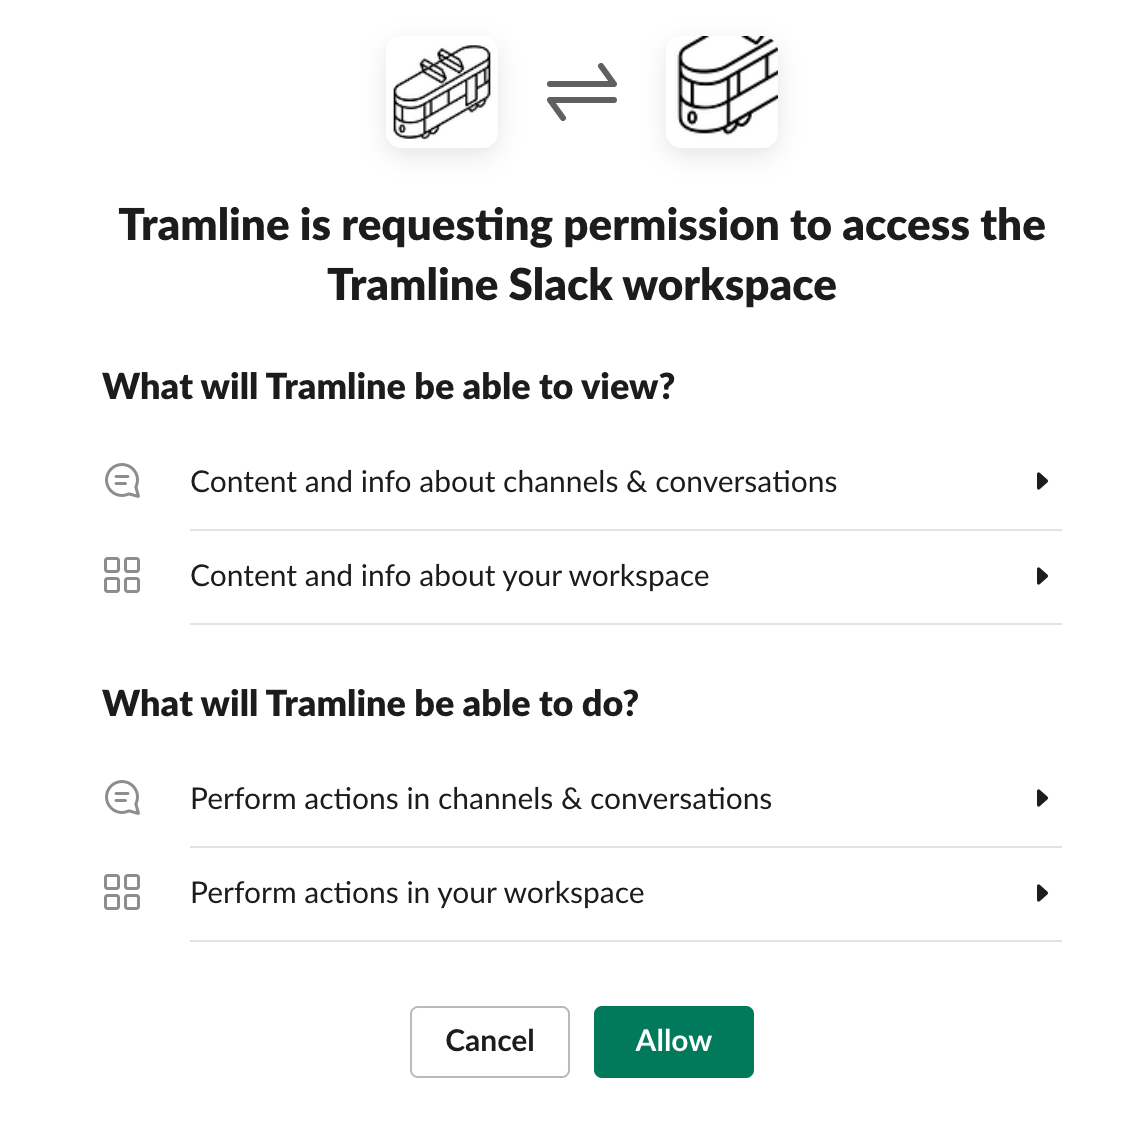 Tramline is requesting permission to access the
Tramline Slack workspace
What will Tramline be able to view?
Content and info about channels & conversations
Content and info about your workspace
What will Tramline be able to do?
Perform actions in channels & conversations
Perform actions in your workspace
Cancel
Allow